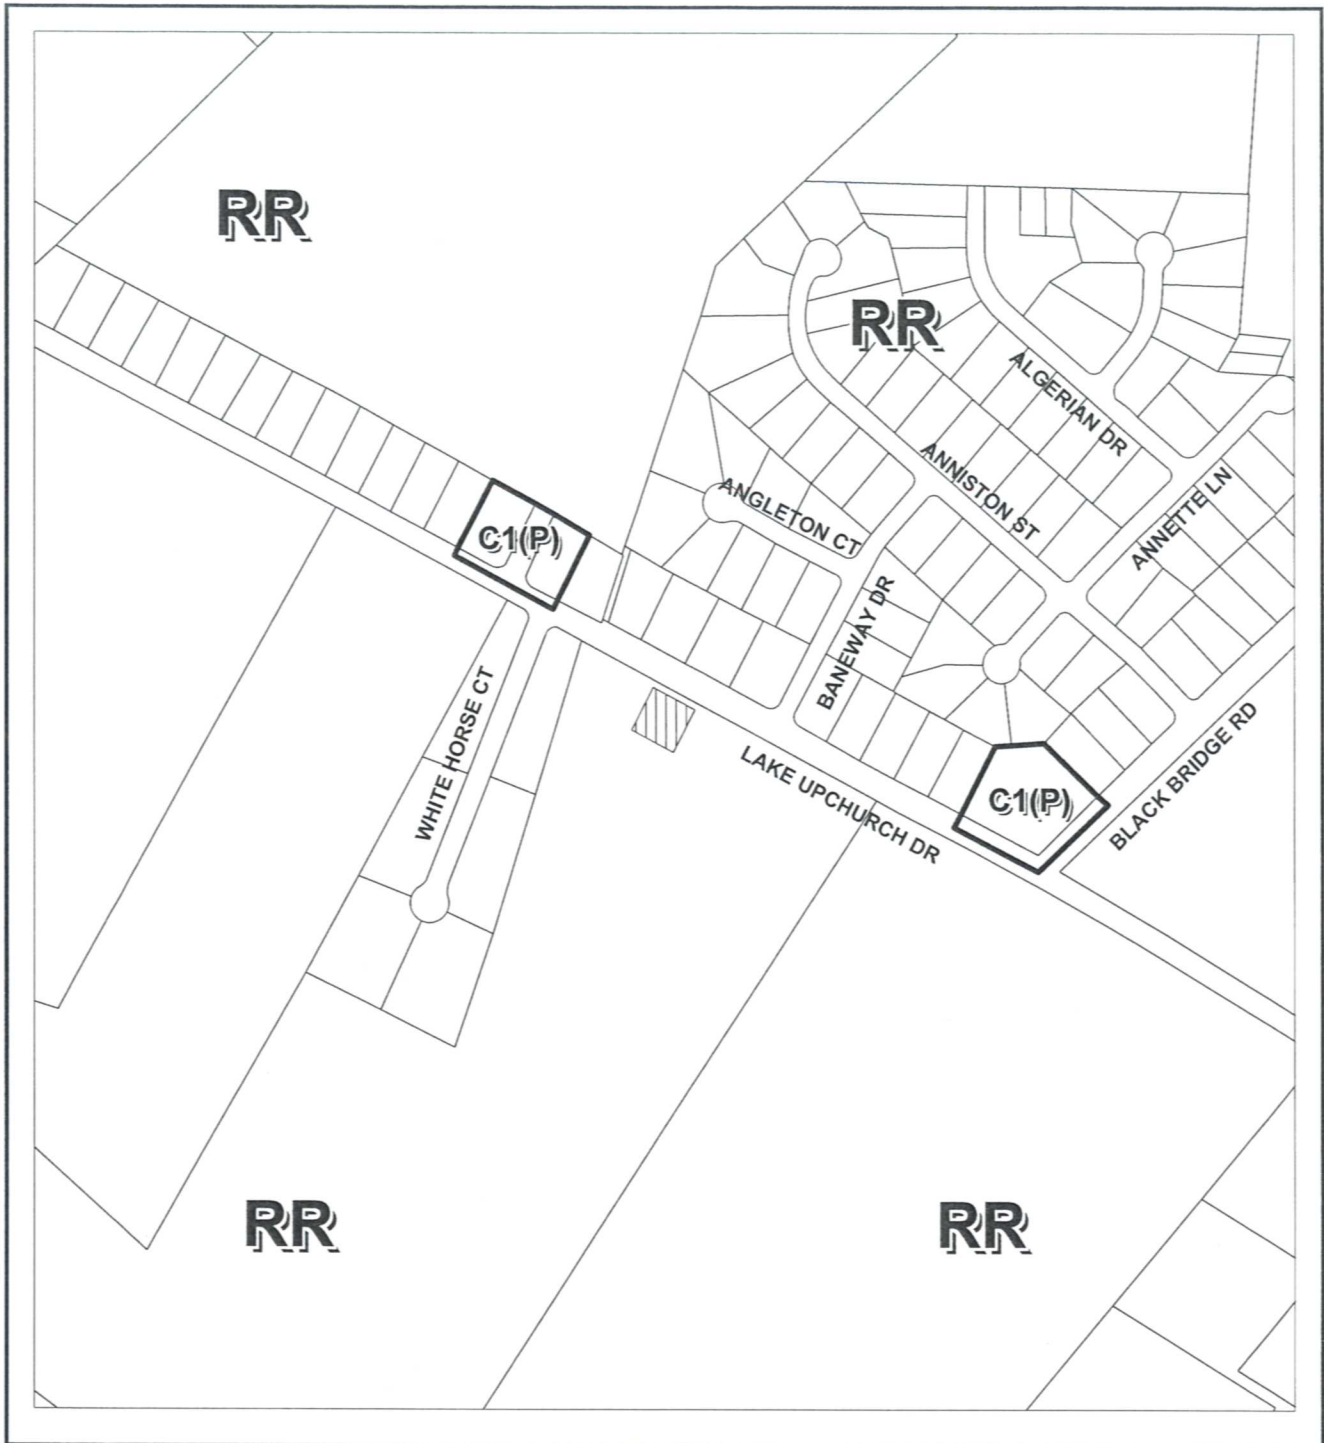 RR
RR
ALGERIAN DR
ANNISTON ST
ANNETTE LN
ANGLETON CT
C1(P)
BANEWAY DR
WHITE HORSE CT
LAKE UPCHURCH DR
C1(P)
BLACK BRIDGE RD
RR
RR